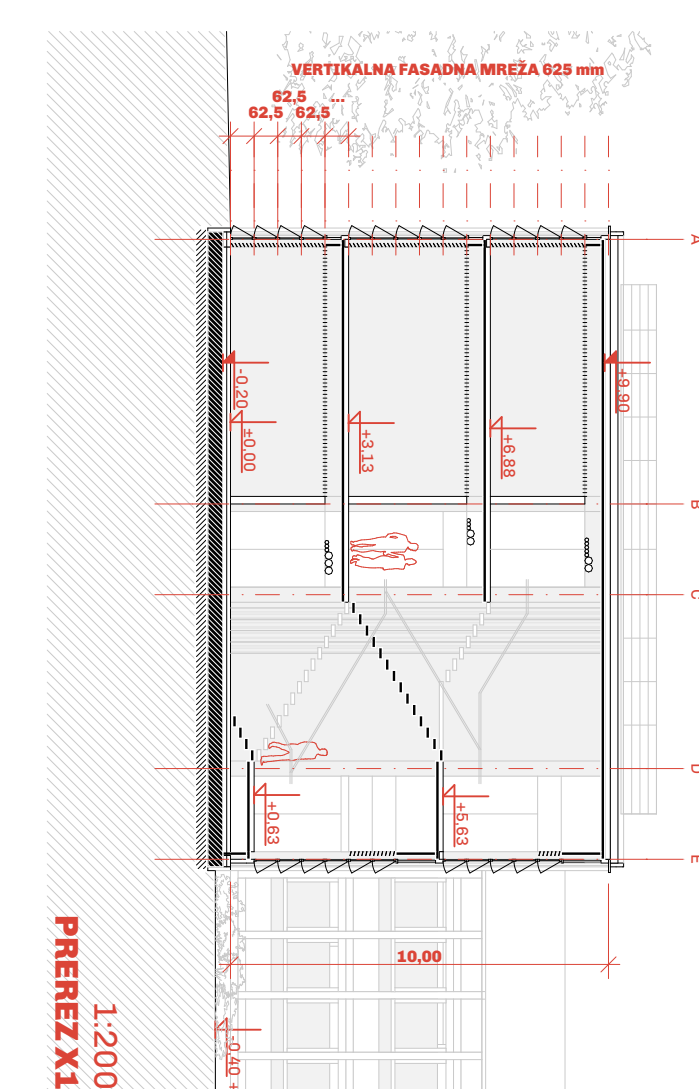 VERTIKALNA FASADNA MREŽA 625 mm
62,5 ...
62,5 62,5
A
-0.20
+9.90
±0.00
+3.13
+6.88
B
C
D
+0.63
+5.63
E
10,00
PREREZ X1
1:200
-0.40